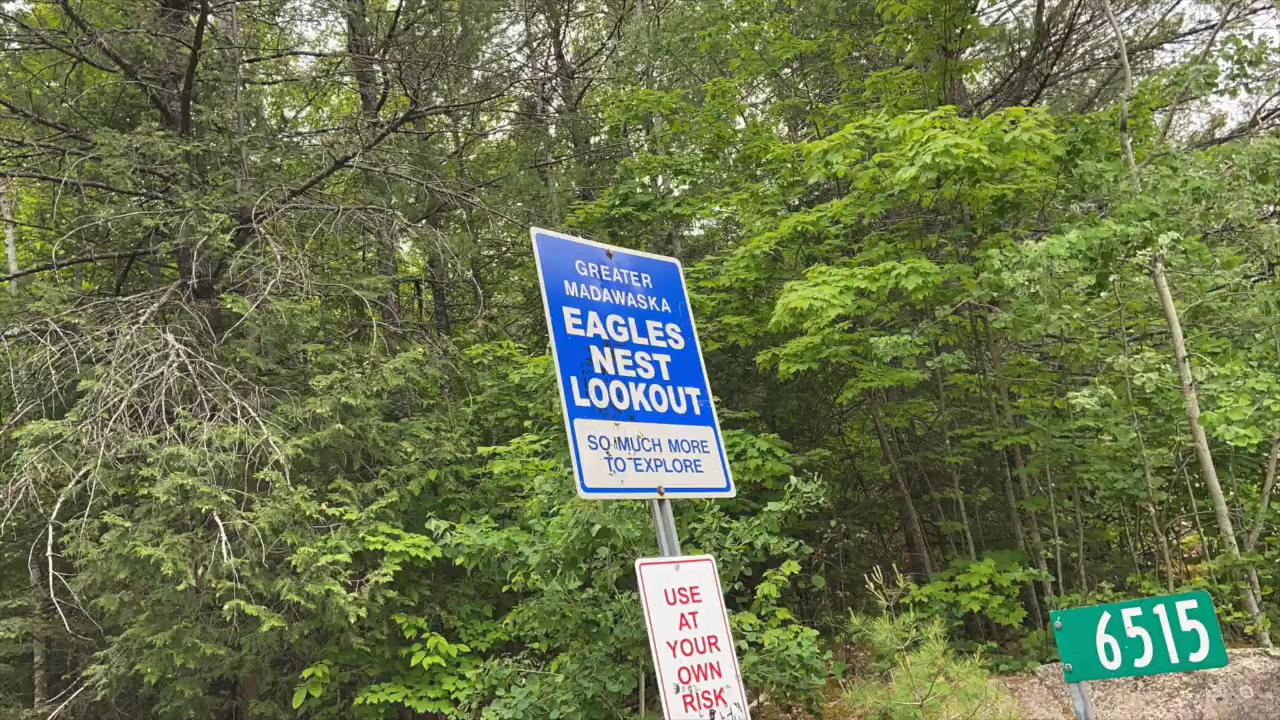 GREATER
MADAWASKA
EAGLES
NEST
LOOKOUT
SO MUCH MORE
TO EXPLORE
USE
AT
YOUR
OWN
RISK
6515